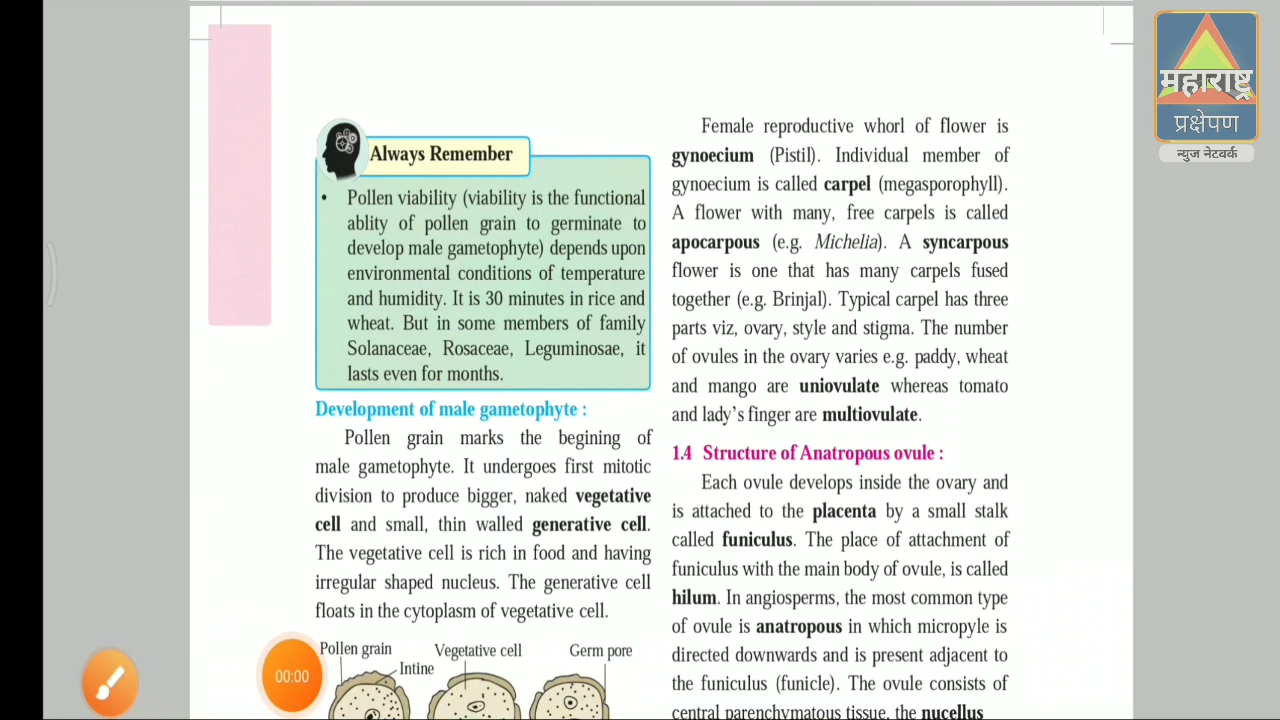 Always Remember
• Pollen viability (viability is the functional
ablity of pollen grain to germinate to
develop male gametophyte) depends upon
environmental conditions of temperature
and humidity. It is 30 minutes in rice and
wheat. But in some members of family
Solanaceae, Rosaceae, Leguminosae, it
lasts even for months.
Development of male gametophyte :
Pollen grain marks the begining of
male gametophyte. It undergoes first mitotic
division to produce bigger, naked vegetative
cell and small, thin walled generative cell.
The vegetative cell is rich in food and having
irregular shaped nucleus. The generative cell
floats in the cytoplasm of vegetative cell.
Pollen grain
Intine
Vegetative cell
Germ pore
00:00
Female reproductive whorl of flower is
gynoecium (Pistil). Individual member of
gynoecium is called carpel (megasporophyll).
A flower with many, free carpels is called
apocarpous (e.g. Michelia). A syncarpous
flower is one that has many carpels fused
together (e.g. Brinjal). Typical carpel has three
parts viz, ovary, style and stigma. The number
of ovules in the ovary varies e.g. paddy, wheat
and mango are uniovulate whereas tomato
and lady's finger are multiovulate.
1.4 Structure of Anatropous ovule :
Each ovule develops inside the ovary and
is attached to the placenta by a small stalk
called funiculus. The place of attachment of
funiculus with the main body of ovule, is called
hilum. In angiosperms, the most common type
of ovule is anatropous in which micropyle is
directed downwards and is present adjacent to
the funiculus (funicle). The ovule consists of
central parenchymatous tissue, the nucellus
महाराष्ट्र
प्रक्षेपण
न्युज नेटवर्क